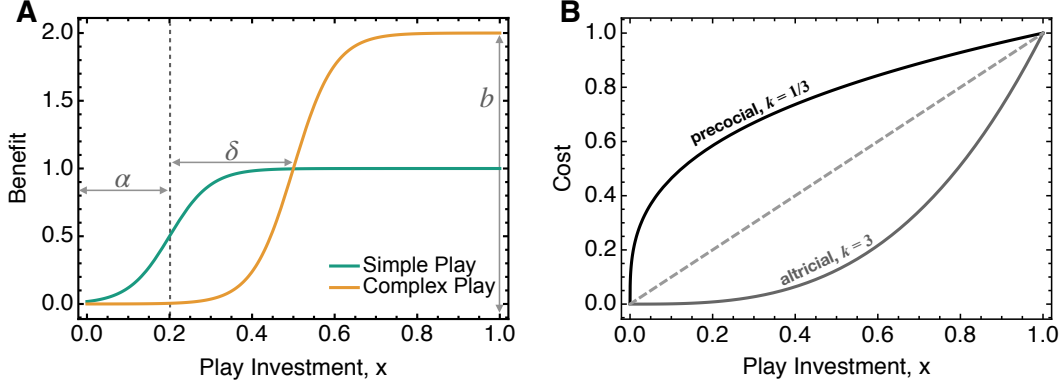 A
Benefit
2.0
1.5
1.0
0.5
0.0
α
δ
b
Simple Play
Complex Play
0.0 0.2 0.4 0.6 0.8 1.0
Play Investment, x
B
Cost
1.0
0.8
0.6
0.4
0.2
0.0
precocial, k = 1/3
altricial, k = 3
0.0 0.2 0.4 0.6 0.8 1.0
Play Investment, x